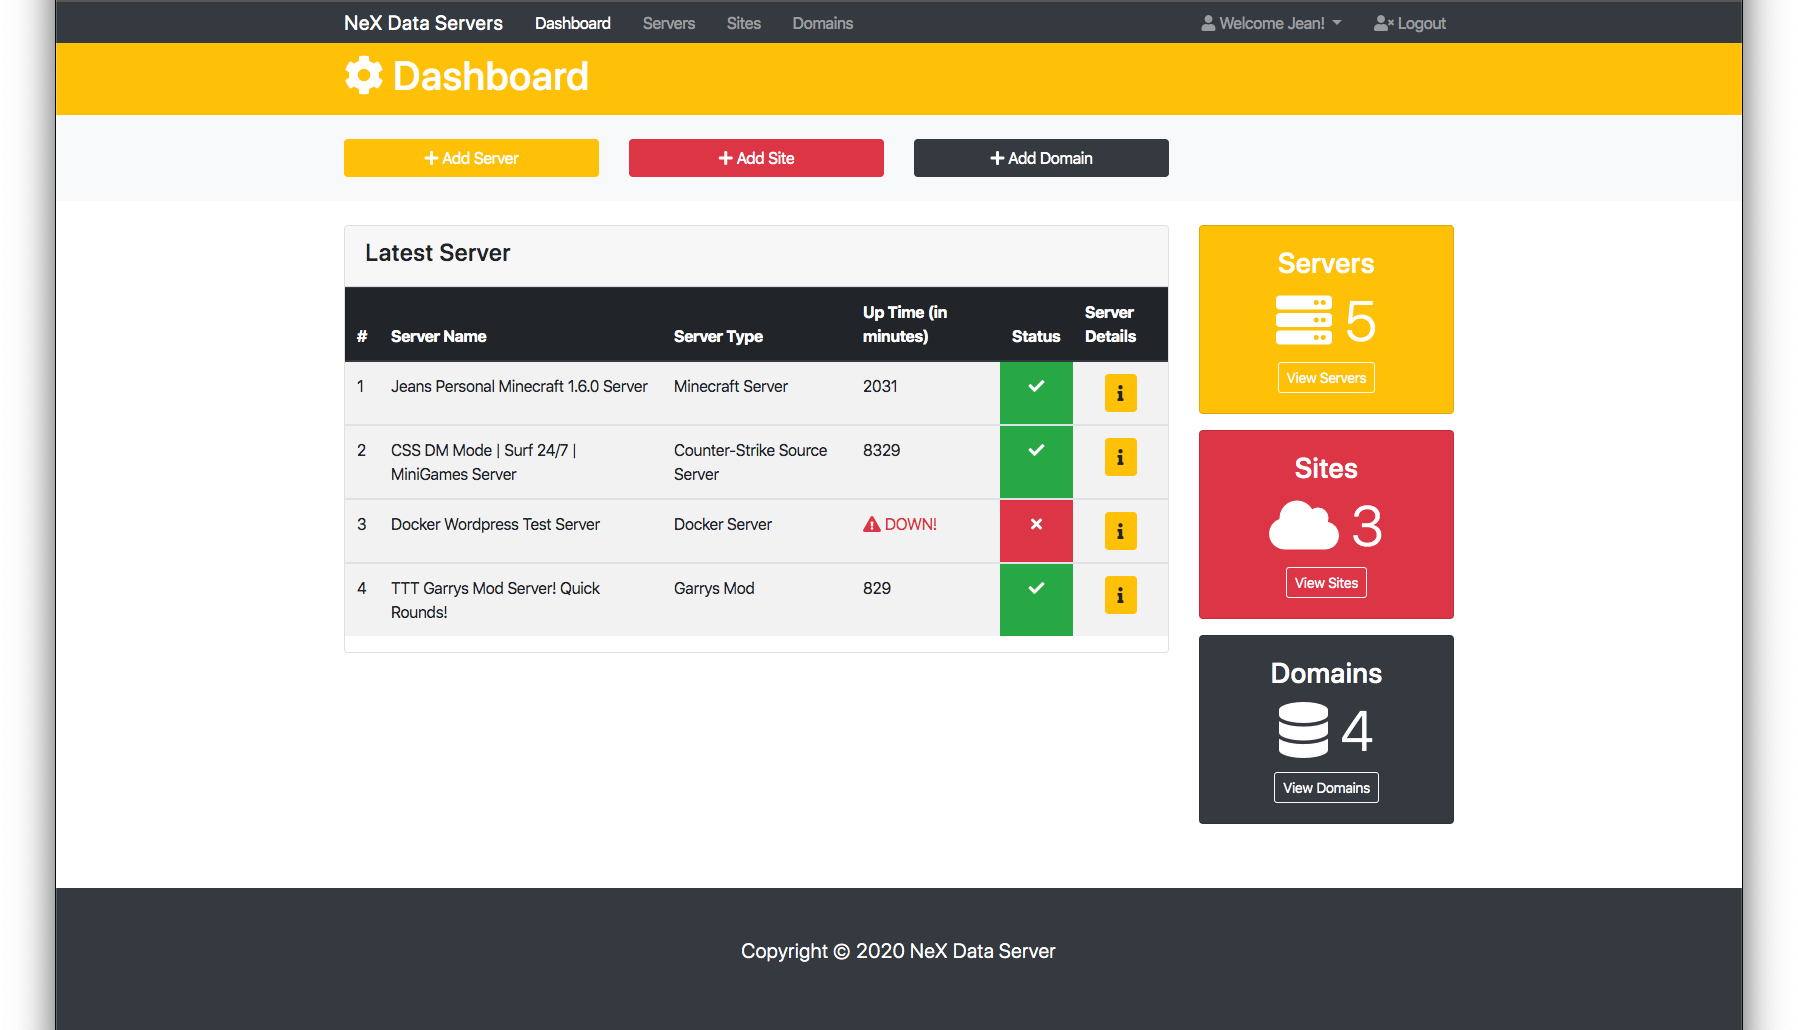 NeX Data Servers Dashboard Servers Sites Domains Welcome Jean! Logout
Dashboard
Add Server Add Site Add Domain
Latest Server
# Server Name Server Type Up Time (in minutes) Status Server Details
1 Jeans Personal Minecraft 1.6.0 Server Minecraft Server 2031
2 CSS DM Mode | Surf 24/7 |
MiniGames Server
Counter-Strike Source
Server
8329
3 Docker Wordpress Test Server Docker Server DOWN!
4 TTT Garrys Mod Server! Quick
Rounds!
Garrys Mod
829
Servers
5
View Servers
Sites
3
View Sites
Domains
4
View Domains
Copyright © 2020 NeX Data Server